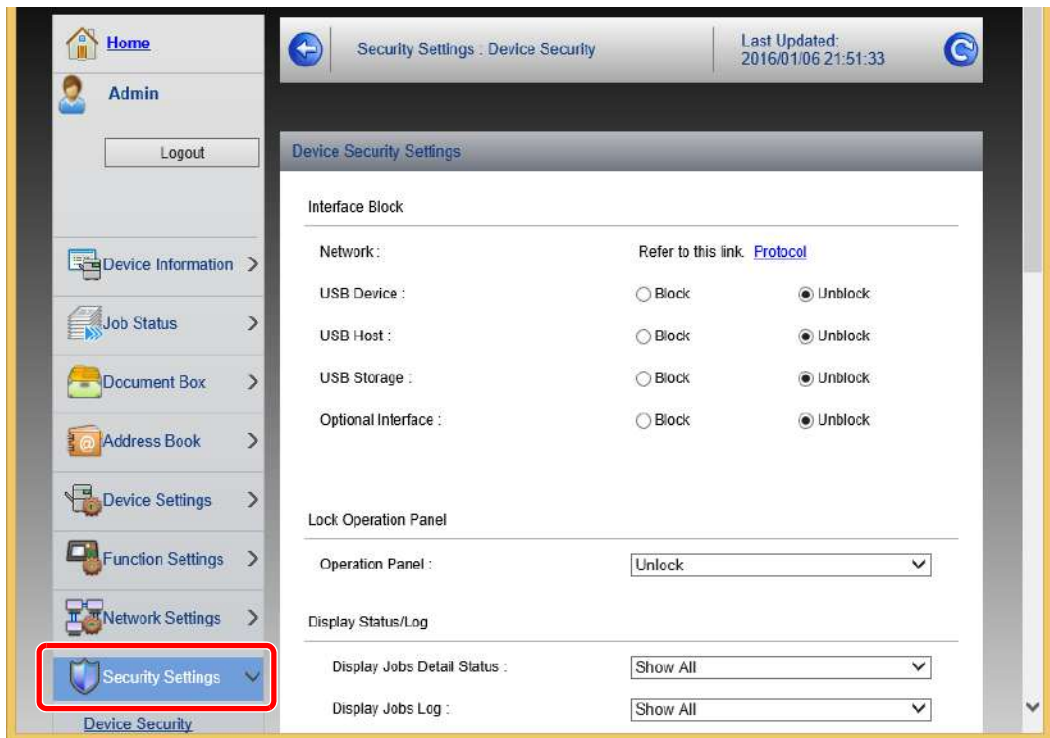 Home
Admin
Logout
Device Information
Job Status
Document Box
Address Book
Device Settings
Function Settings
Network Settings
Security Settings
Device Security
Security Settings : Device Security
Last Updated:
2016/01/06 21:51:33
Device Security Settings
Interface Block
Network : Refer to this link. Protocol
USB Device : Block Unblock
USB Host : Block Unblock
USB Storage : Block Unblock
Optional Interface : Block Unblock
Lock Operation Panel
Operation Panel : Unlock
Display Status/Log
Display Jobs Detail Status : Show All
Display Jobs Log : Show All